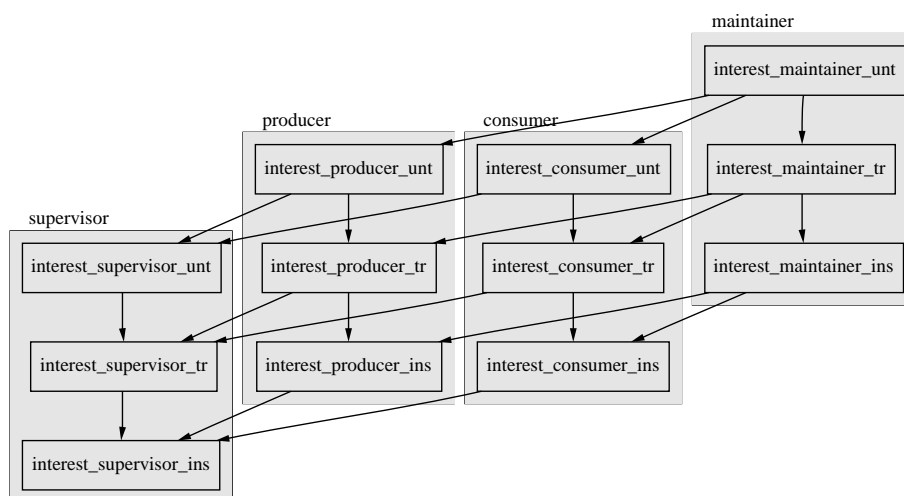 maintainer
interest_maintainer_unt
producer
consumer
interest_producer_unt
interest_consumer_unt
interest_maintainer_tr
supervisor
interest_supervisor_unt
interest_producer_tr
interest_consumer_tr
interest_maintainer_ins
interest_supervisor_tr
interest_producer_ins
interest_consumer_ins
interest_supervisor_ins